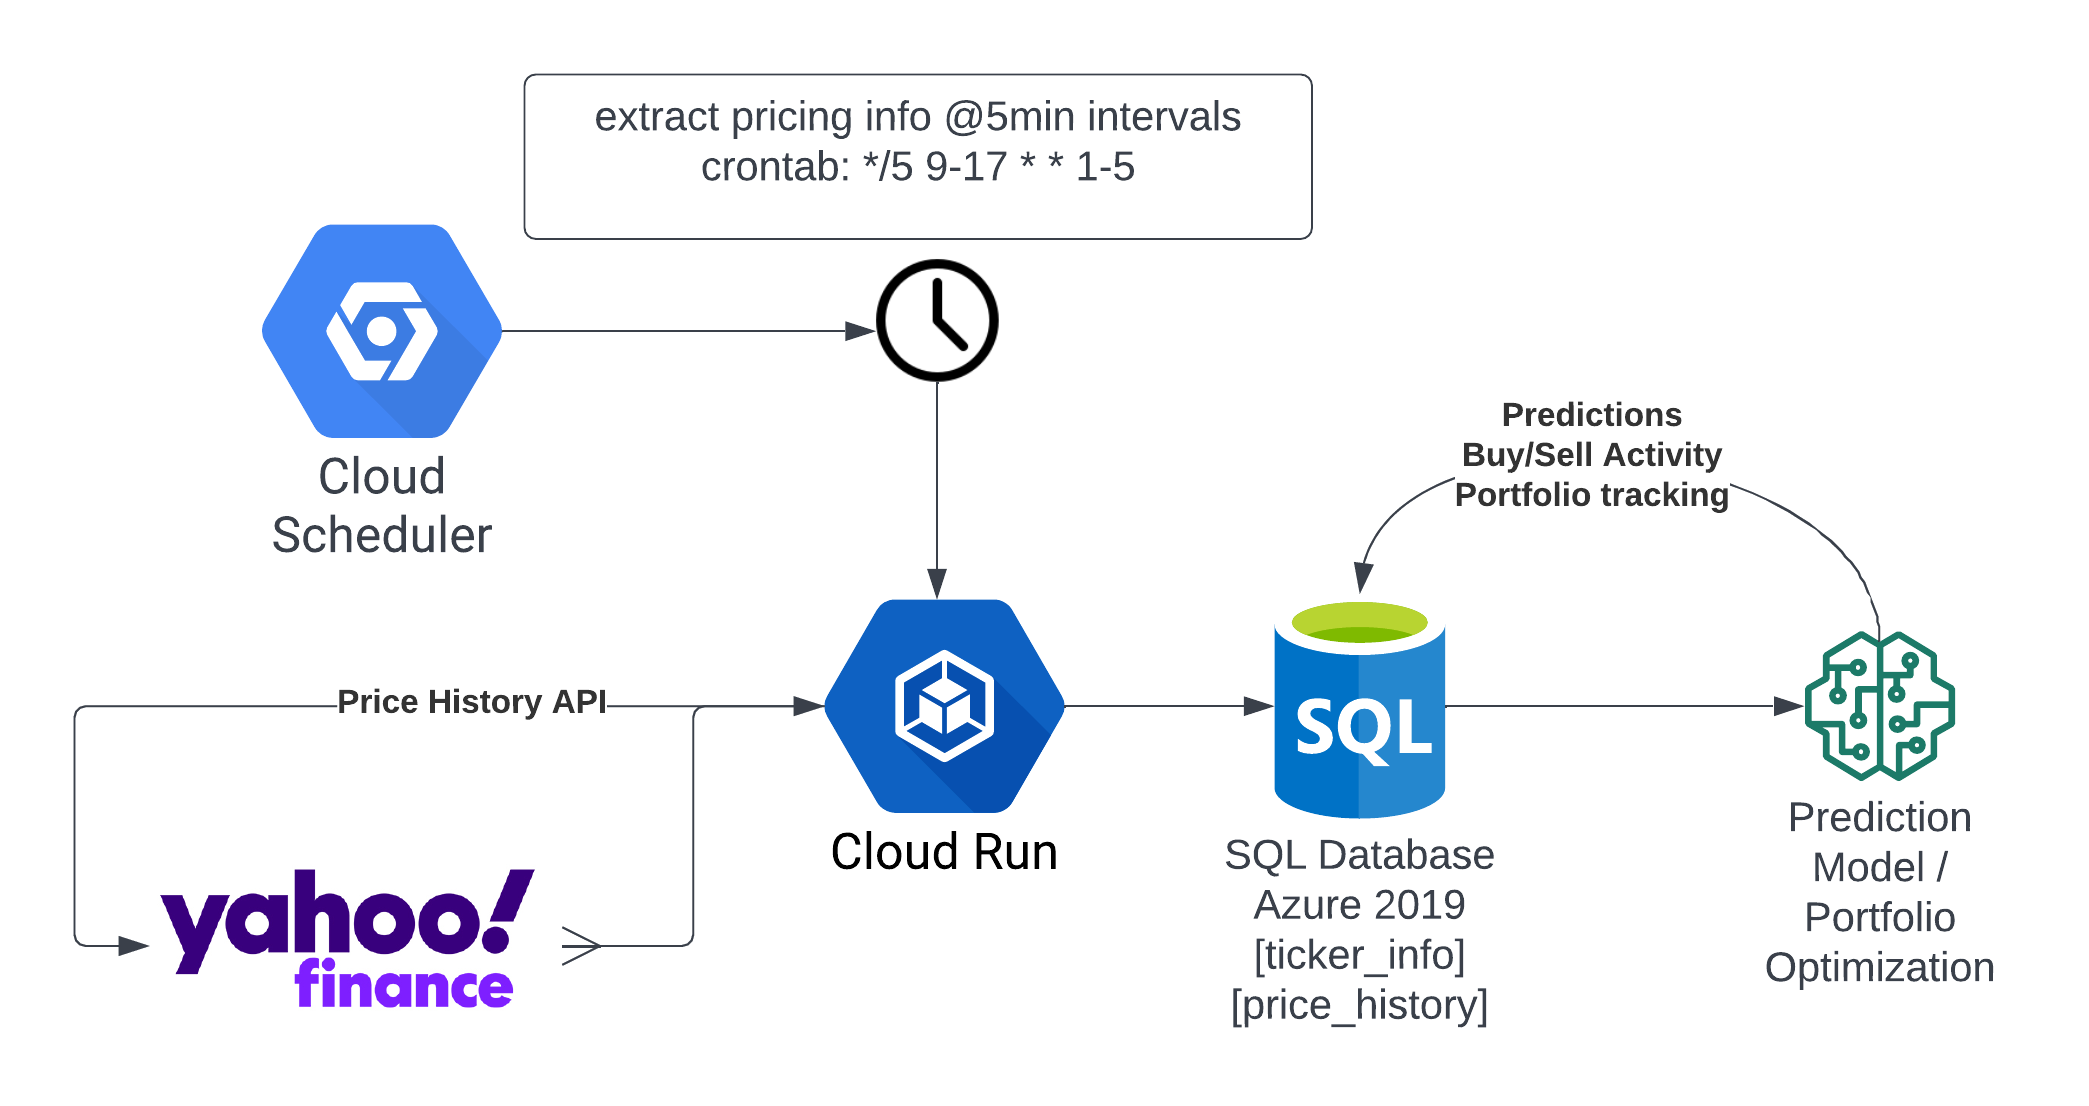 extract pricing info @5min intervals
crontab: */5 9-17 * * 1-5
Cloud
Scheduler
Predictions
Buy/Sell Activity
Portfolio tracking
Price History API
yahoo!
finance
Cloud Run
SQL
SQL Database
Azure 2019
[ticker_info]
[price_history]
Prediction
Model /
Portfolio
Optimization